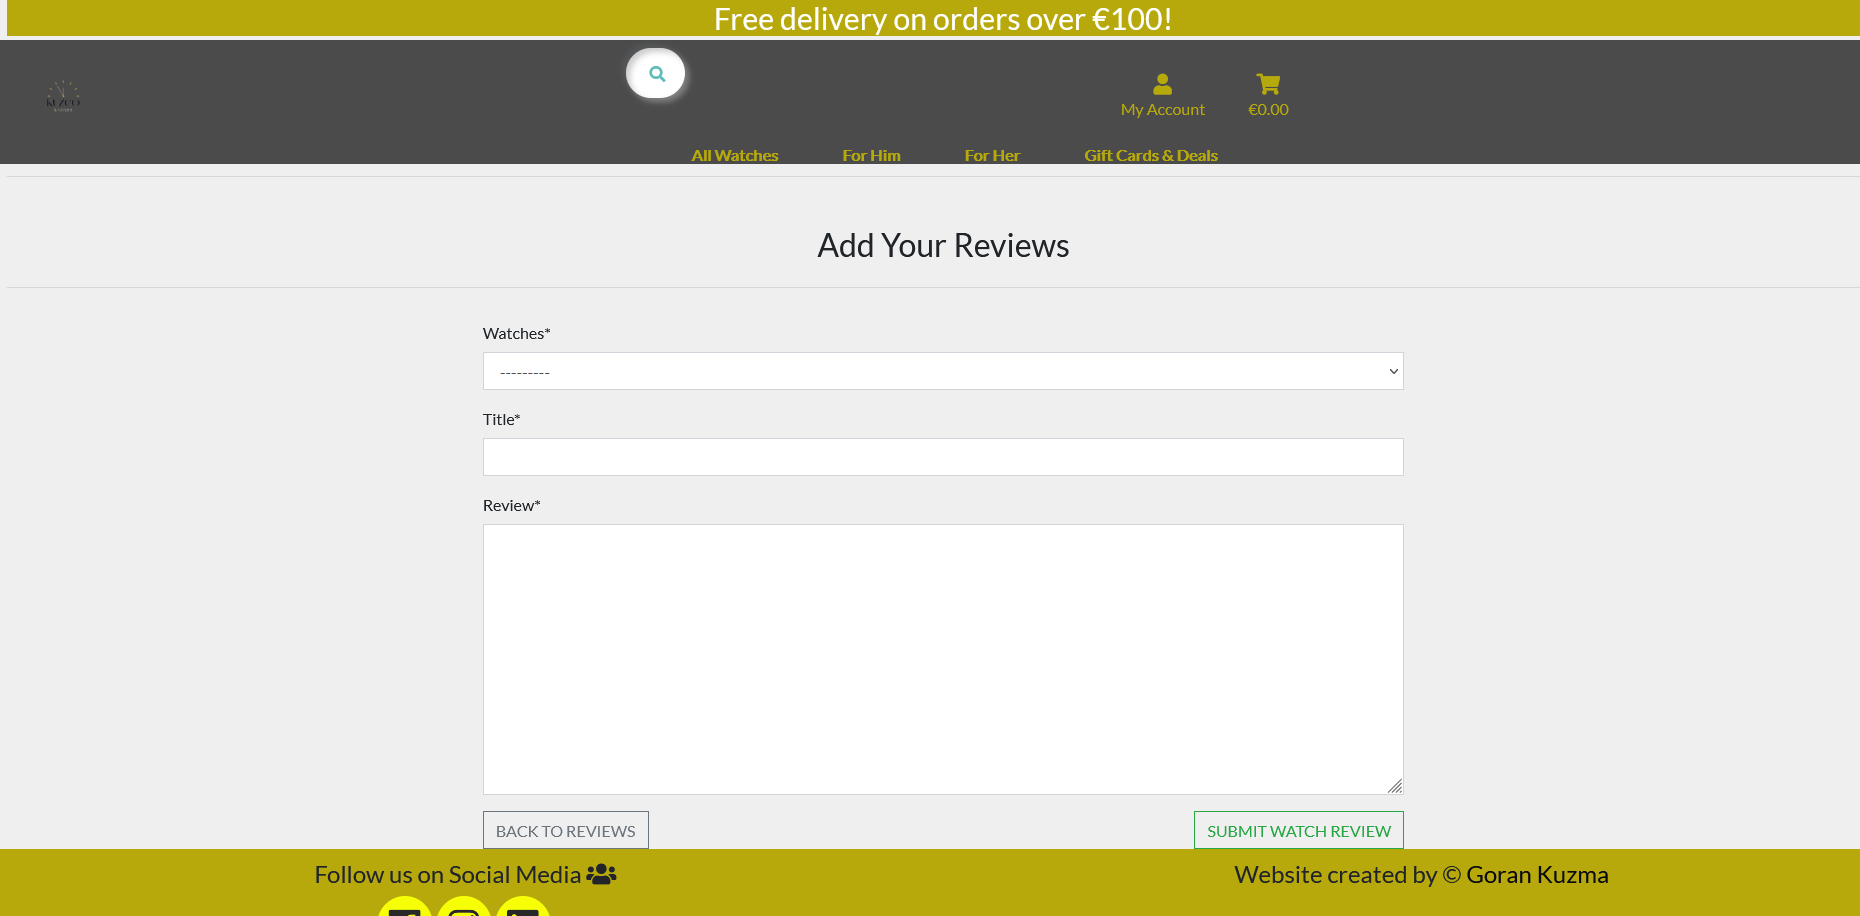 Free delivery on orders over €100!
KUZCO
My Account
€0.00
All Watches
For Him
For Her
Gift Cards & Deals
Add Your Reviews
Watches*
---------
Title*
Review*
BACK TO REVIEWS
SUBMIT WATCH REVIEW
Follow us on Social Media
Website created by © Goran Kuzma